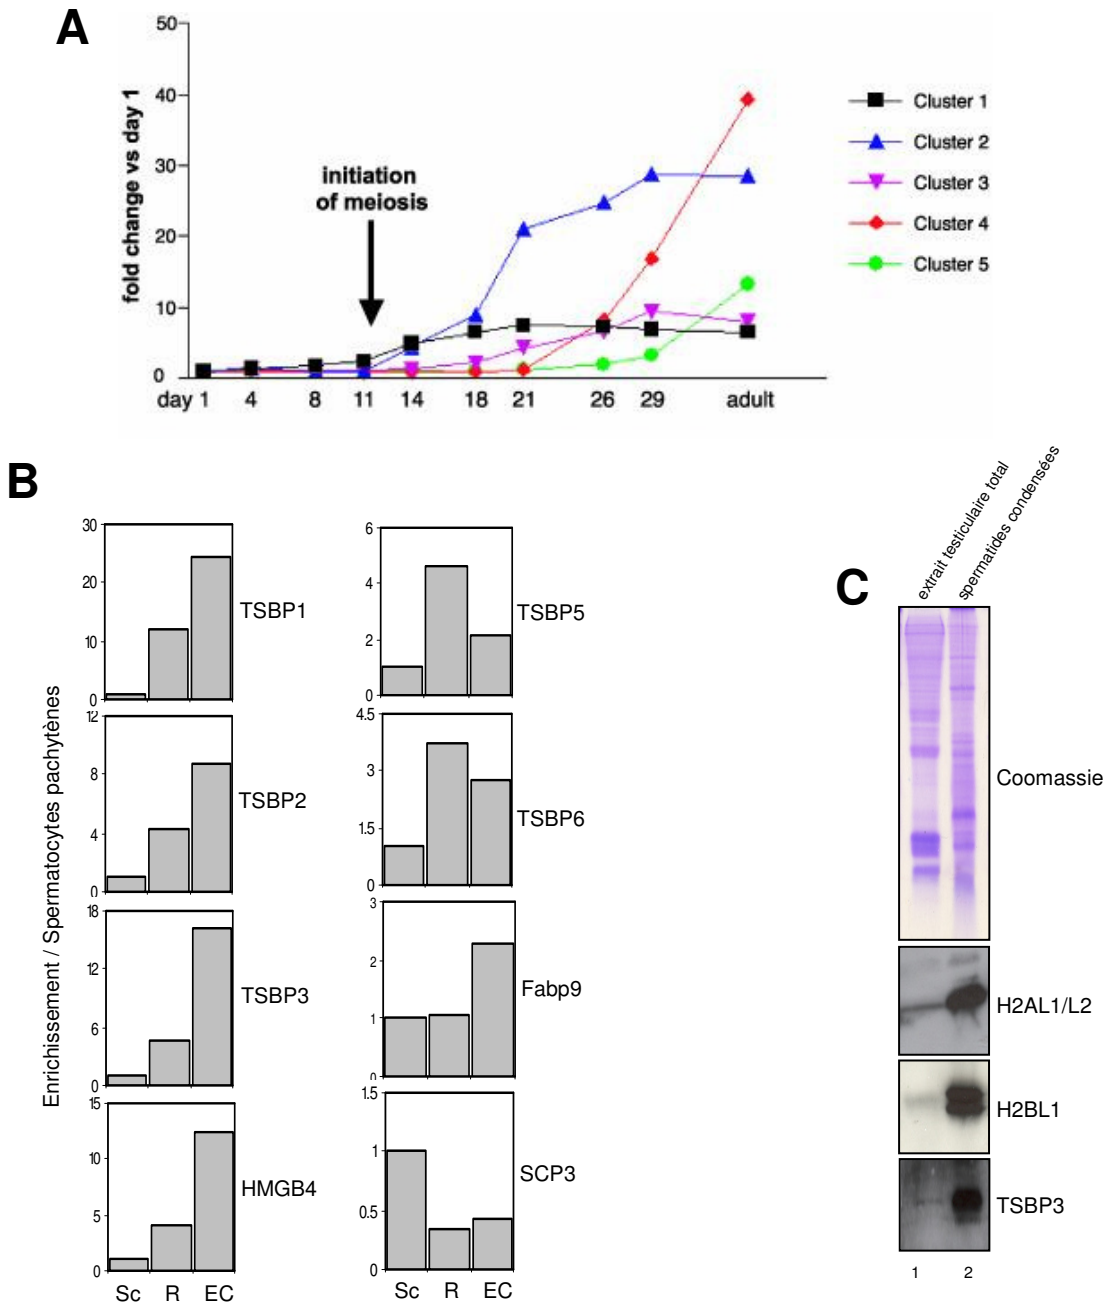 A
50
40
30
20
10
0
fold change vs day 1
initiation
of meiosis
day 1 4 8 11 14 18 21 26 29 adult
Cluster 1
Cluster 2
Cluster 3
Cluster 4
Cluster 5
B
Enrichissement / Spermatocytes pachytènes
30
20
10
0
TSBP1
12
8
4
0
TSBP2
18
12
6
0
TSBP3
15
10
5
0
HMGB4
Sc R EC
6
4
2
0
TSBP5
4.5
3
1.5
0
TSBP6
3
2
1
0
Fabp9
1.5
1
0.5
0
SCP3
Sc R EC
C
extrait testiculaire total
spermatides condensées
Coomassie
H2AL1/L2
H2BL1
TSBP3
1 2